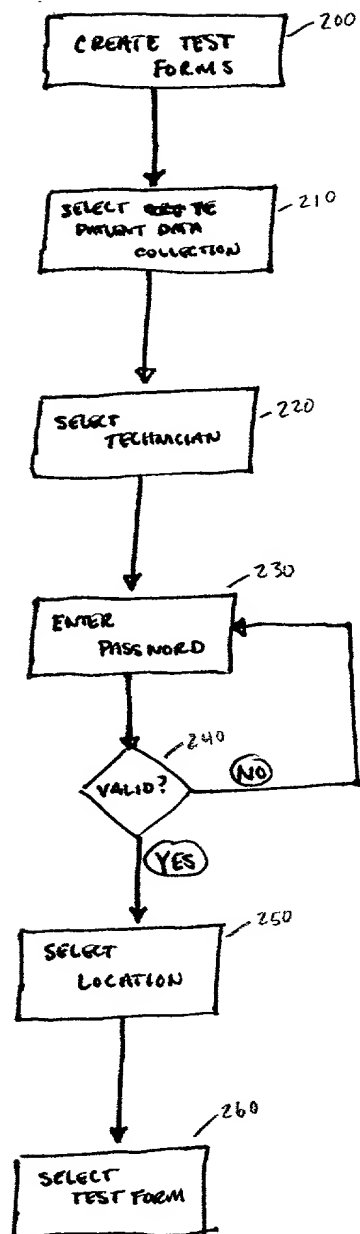 CREATE TEST
FORMS
200
SELECT
PATIENT DATA
COLLECTION
210
SELECT
TECHNICIAN
220
ENTER
PASSWORD
230
VALID?
240
NO
YES
SELECT
LOCATION
250
SELECT
TEST FORM
260